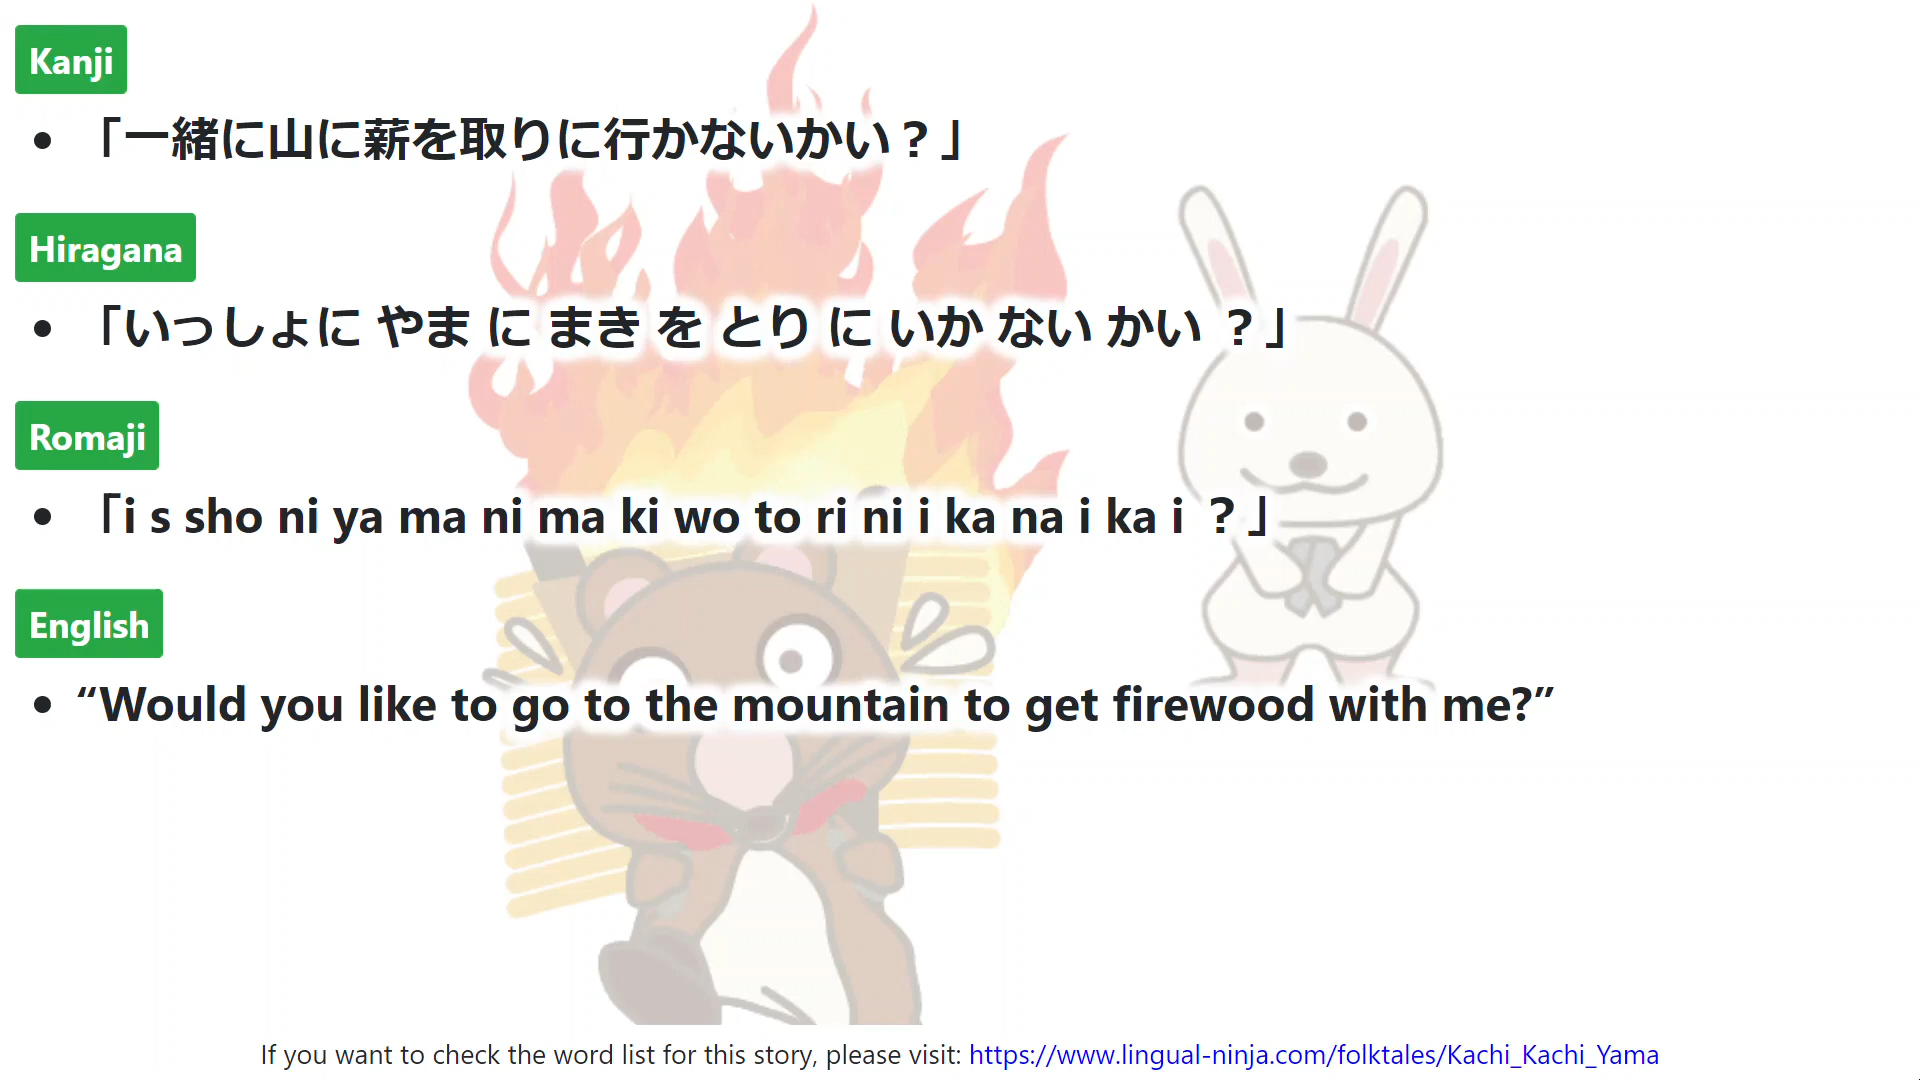 Kanji
「一緒に山に薪を取りに行かないかい？」
Hiragana
「いっしょに やま に まき を とり に いか ない かい ？」
Romaji
「i s sho ni ya ma ni ma ki wo to ri ni i ka na i ka i ？」
English
“Would you like to go to the mountain to get firewood with me?”
If you want to check the word list for this story, please visit: https://www.lingual-ninja.com/folktales/Kachi_Kachi_Yama